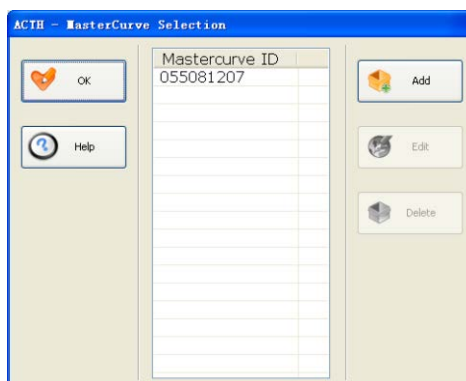 ACTH - MasterCurve Selection
OK
Help
Mastercurve ID
055081207
Add
Edit
Delete